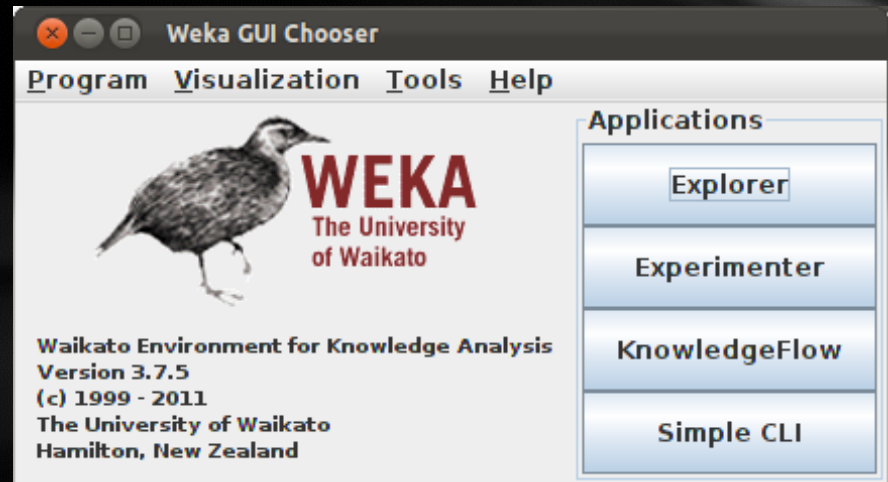 Weka GUI Chooser
Program Visualization Tools Help
WEKA
The University
of Waikato
Waikato Environment for Knowledge Analysis
Version 3.7.5
(c) 1999 - 2011
The University of Waikato
Hamilton, New Zealand
Applications
Explorer
Experimenter
KnowledgeFlow
Simple CLI